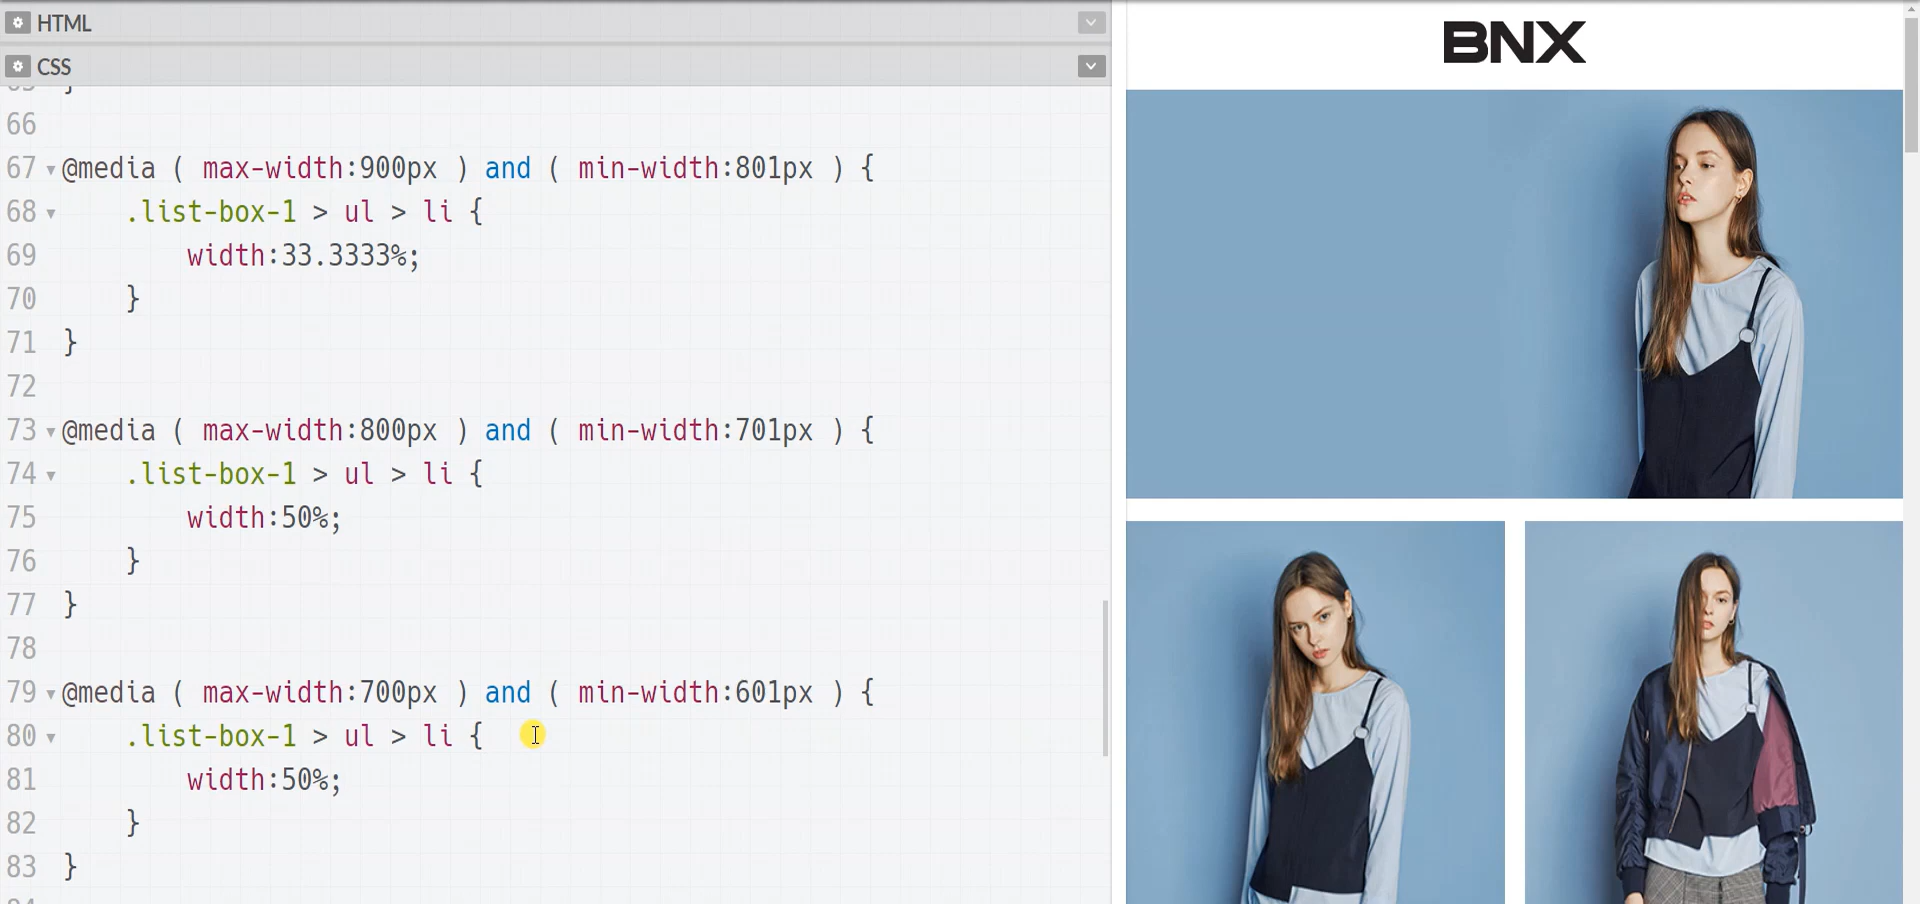 HTML
CSS
66
67 @media ( max-width:900px ) and ( min-width:801px ) {
68 .list-box-1 > ul > li {
69 width:33.3333%;
70 }
71 }
72
73 @media ( max-width:800px ) and ( min-width:701px ) {
74 .list-box-1 > ul > li {
75 width:50%;
76 }
77 }
78
79 @media ( max-width:700px ) and ( min-width:601px ) {
80 .list-box-1 > ul > li {
81 width:50%;
82 }
83 }
BNX